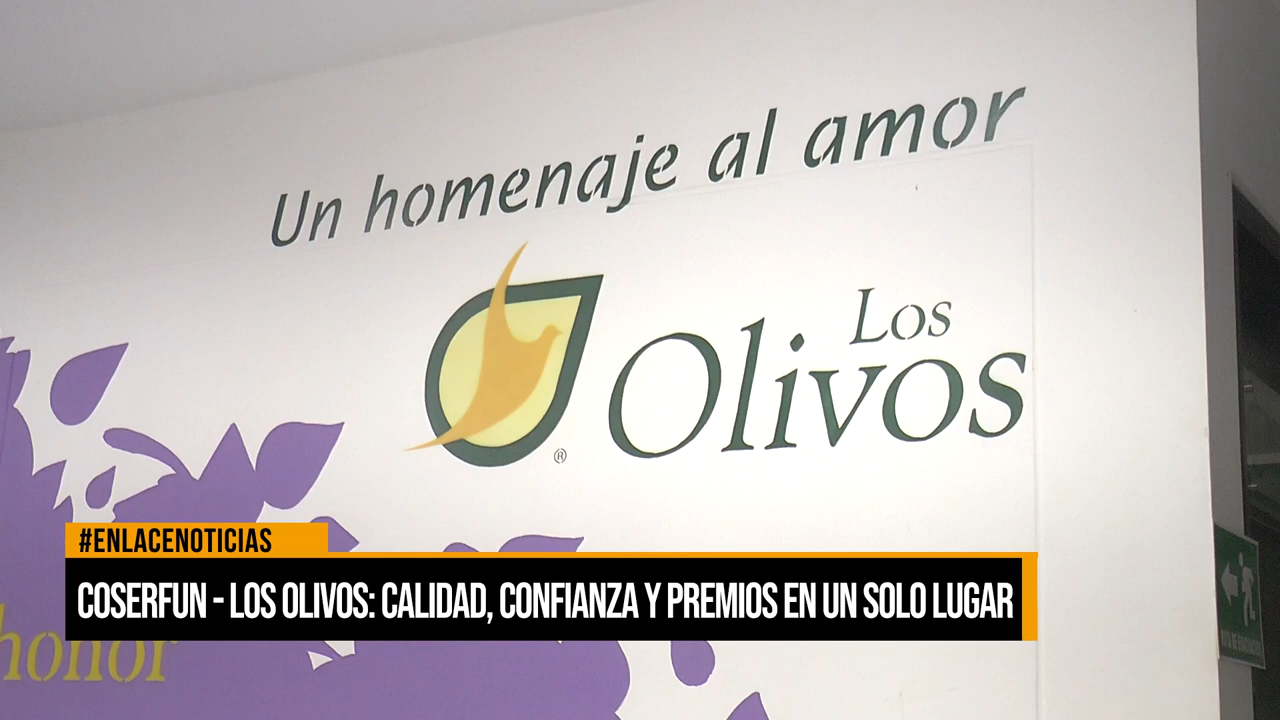 Un homenaje al amor
Los
Olivos
®
#ENLACENOTICIAS
COSERFUN - LOS OLIVOS: CALIDAD, CONFIANZA Y PREMIOS EN UN SOLO LUGAR
honor